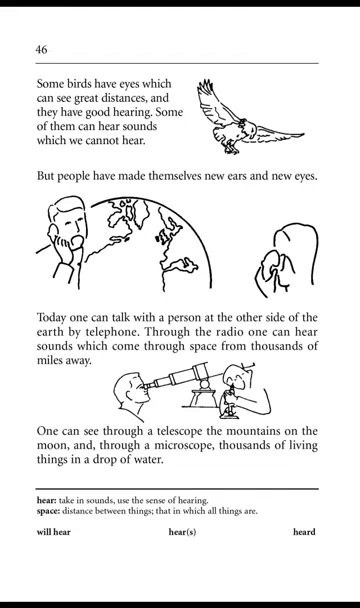 46
Some birds have eyes which
can see great distances, and
they have good hearing. Some
of them can hear sounds
which we cannot hear.
But people have made themselves new ears and new eyes.
Today one can talk with a person at the other side of the
earth by telephone. Through the radio one can hear
sounds which come through space from thousands of
miles away.
One can see through a telescope the mountains on the
moon, and, through a microscope, thousands of living
things in a drop of water.
hear: take in sounds, use the sense of hearing.
space: distance between things; that in which all things are.
will hear hear(s) heard